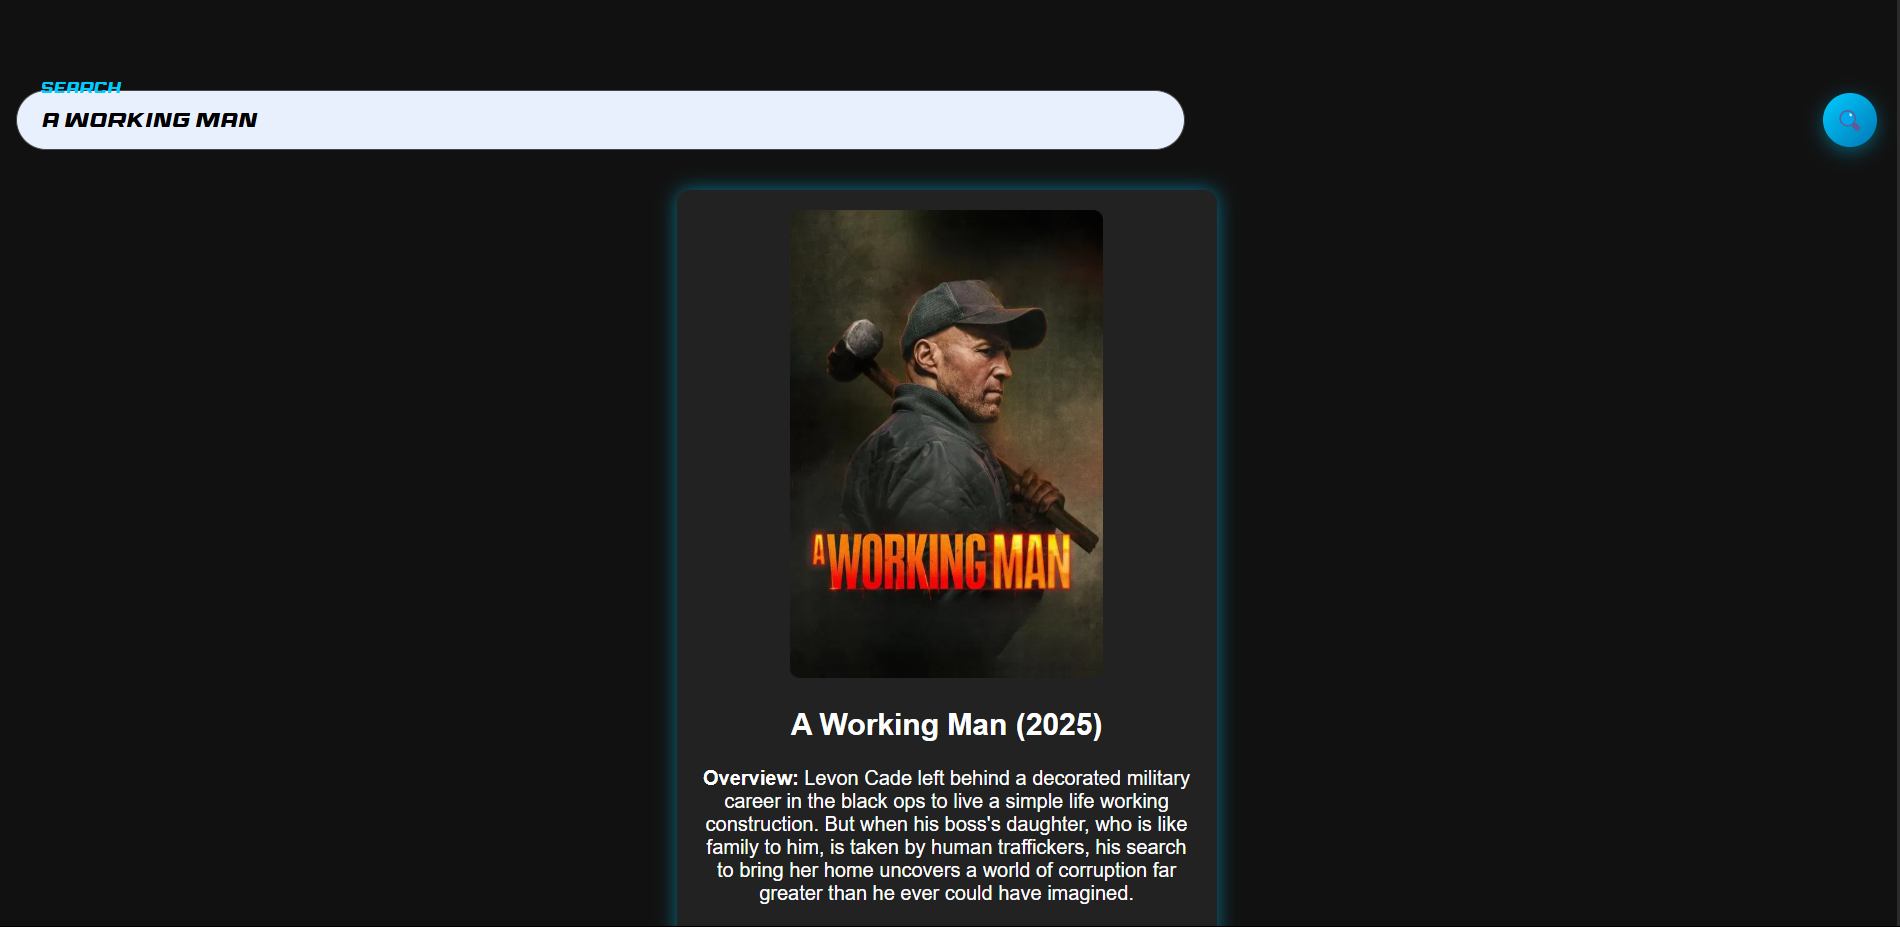 SEARCH
A WORKING MAN
A WORKING MAN
A Working Man (2025)
Overview: Levon Cade left behind a decorated military
career in the black ops to live a simple life working
construction. But when his boss's daughter, who is like
family to him, is taken by human traffickers, his search
to bring her home uncovers a world of corruption far
greater than he ever could have imagined.